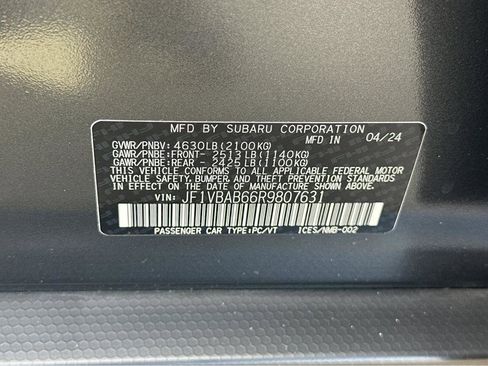 MFD BY SUBARU CORPORATION
MFD IN 04/24
GVWR/PNBV: 4630LB(2100KG)
GAWR/PNBE:FRONT- 2513LB(1140KG)
GAWR/PNBE:REAR - 2425LB(1100KG)
THIS VEHICLE CONFORMS TO ALL APPLICABLE FEDERAL MOTOR
VEHICLE SAFETY, BUMPER, AND THEFT PREVENTION STANDARDS
IN EFFECT ON THE DATE OF MANUFACTURE SHOWN ABOVE.
VIN: JF1VBAB66R9807631
PASSENGER CAR TYPE:PC/VT ICES/NMB-002